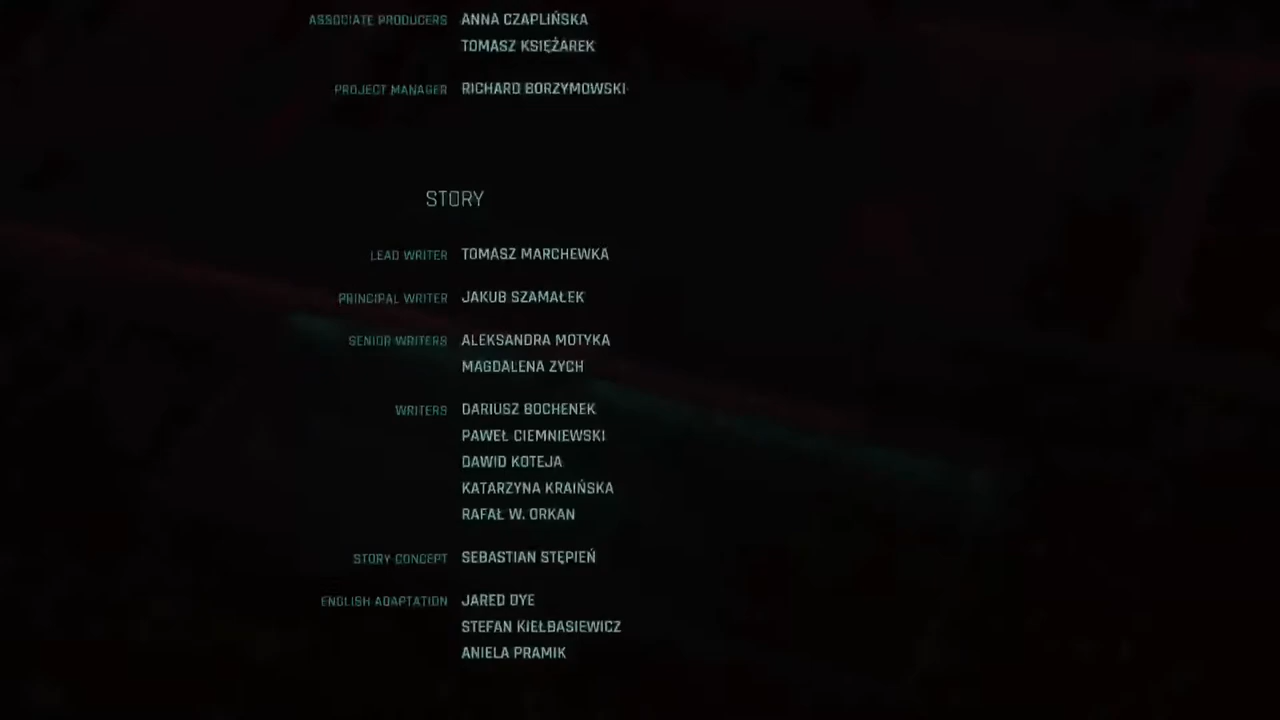 ASSOCIATE PRODUCERS ANNA CZAPLIŃSKA
TOMASZ KSIĘŻAREK
PROJECT MANAGER RICHARD BORZYMOWSKI
STORY
LEAD WRITER TOMASZ MARCHEWKA
PRINCIPAL WRITER JAKUB SZAMAŁEK
SENIOR WRITERS ALEKSANDRA MOTYKA
MAGDALENA ZYCH
WRITERS DARIUSZ BOCHENEK
PAWEŁ CIEMNIEWSKI
DAWID KOTEJA
KATARZYNA KRAIŃSKA
RAFAŁ W. ORKAN
STORY CONCEPT SEBASTIAN STĘPIEŃ
ENGLISH ADAPTATION JARED DYE
STEFAN KIEŁBASIEWICZ
ANIELA PRAMIK